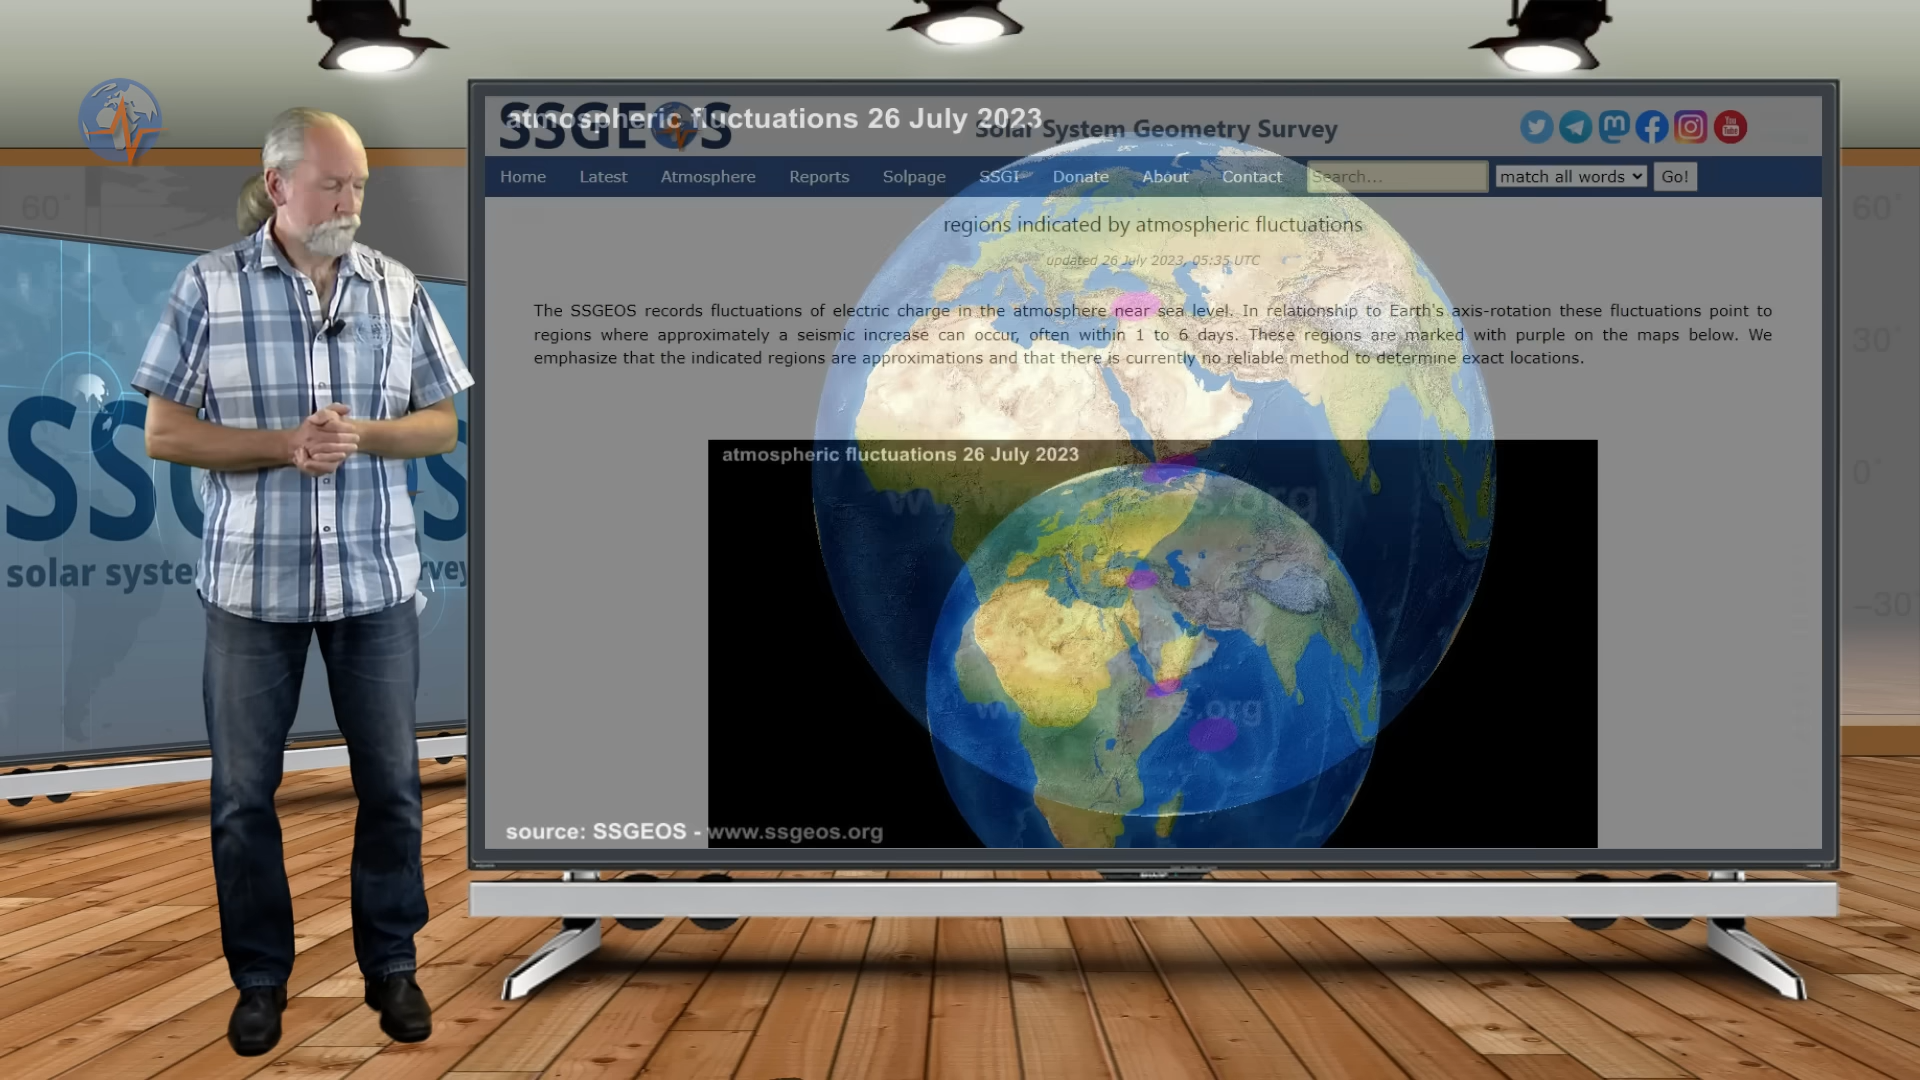 atmospheric fluctuations 26 July 2023
SSGEOS
Solar System Geometry Survey
Home Latest Atmosphere Reports Solpage SSGI Donate About Contact Search... match all words Go!
regions indicated by atmospheric fluctuations
updated 26 July 2023, 05:35 UTC
The SSGEOS records fluctuations of electric charge in the atmosphere near sea level. In relationship to Earth's axis-rotation these fluctuations point to
regions where approximately a seismic increase can occur, often within 1 to 6 days. These regions are marked with purple on the maps below. We
emphasize that the indicated regions are approximations and that there is currently no reliable method to determine exact locations.
atmospheric fluctuations 26 July 2023
source: SSGEOS - www.ssgeos.org
60°
60°
30°
0°
−30°
solar